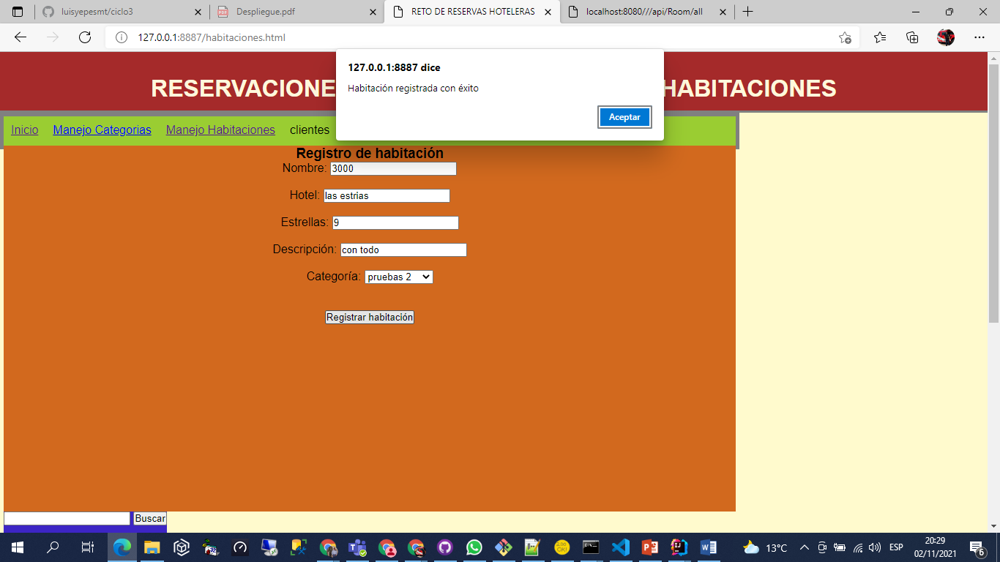 luisyepesmt/ciclo3
Despliegue.pdf
RETO DE RESERVAS HOTELERAS
localhost:8080///api/Room/all
127.0.0.1:8887/habitaciones.html
127.0.0.1:8887 dice
Habitación registrada con éxito
Aceptar
RESERVACIONE HABITACIONES
Inicio Manejo Categorias Manejo Habitaciones clientes
Registro de habitación
Nombre: 3000
Hotel: las estrias
Estrellas: 9
Descripción: con todo
Categoría: pruebas 2
Registrar habitación
Buscar
13°C ESP 20:29
02/11/2021 6